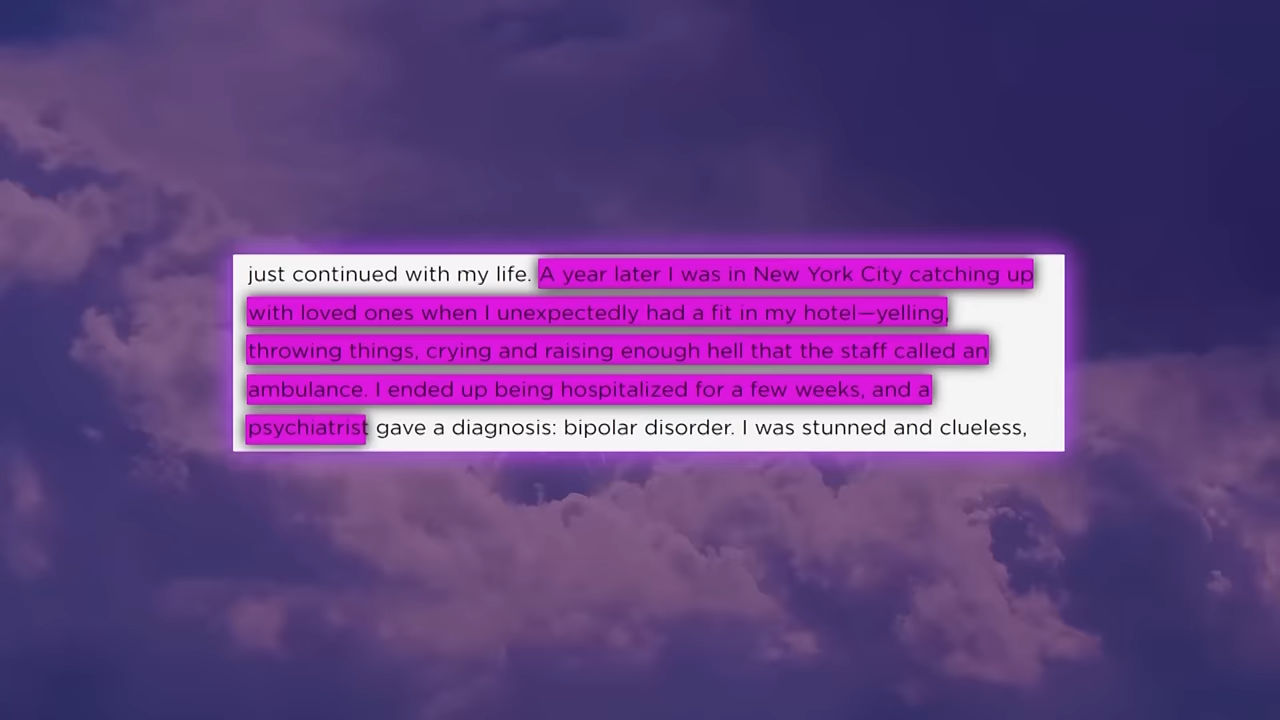 just continued with my life. A year later I was in New York City catching up
with loved ones when I unexpectedly had a fit in my hotel—yelling,
throwing things, crying and raising enough hell that the staff called an
ambulance. I ended up being hospitalized for a few weeks, and a
psychiatrist gave a diagnosis: bipolar disorder. I was stunned and clueless,